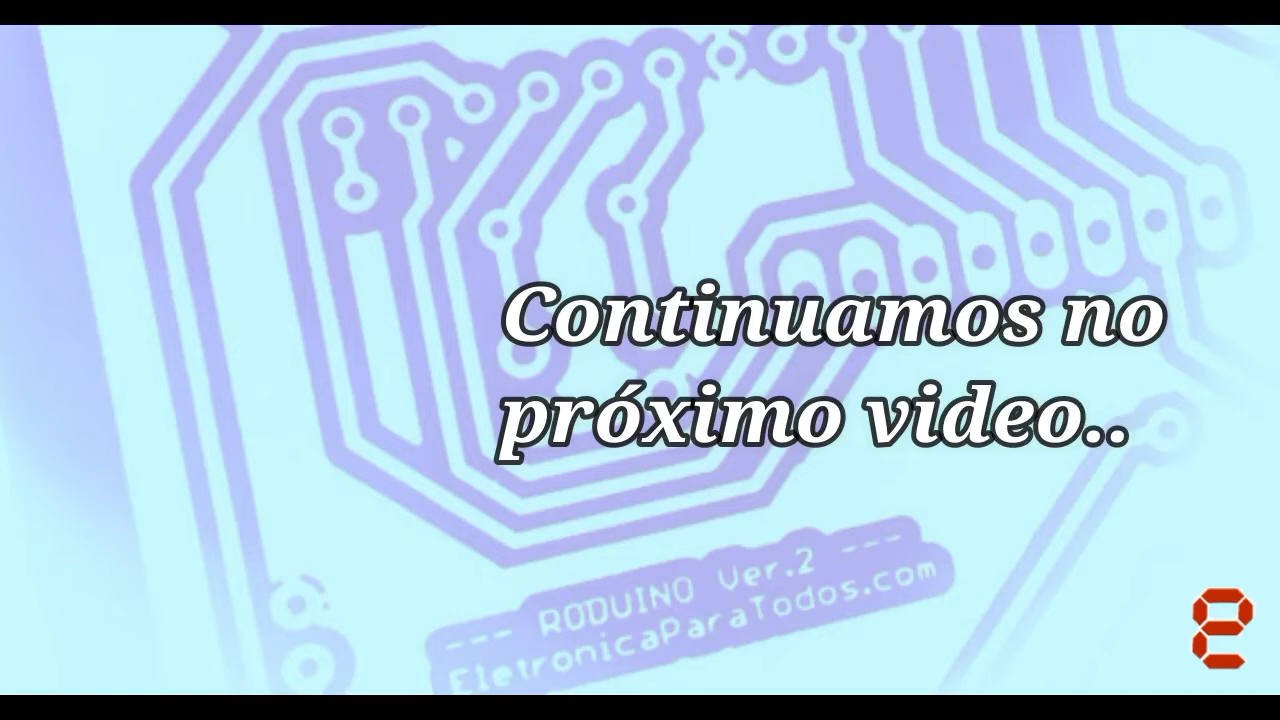 Continuamos no
próximo video..
--- RODUINO Ver.2 ---
EletronicaParaTodos.com
e